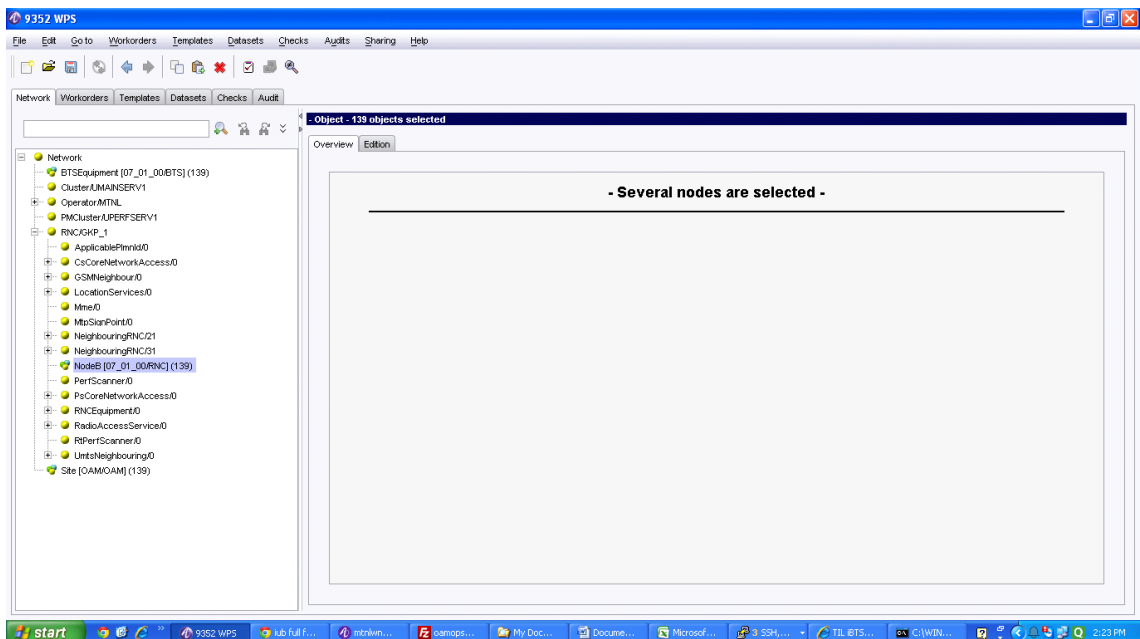 9352 WPS
File Edit Go to Workorders Templates Datasets Checks Audits Sharing Help
Network Workorders Templates Datasets Checks Audit
- Object - 139 objects selected
Overview Edition
- Several nodes are selected -
Network
BTSEquipment [07_01_00/BTS] (139)
Cluster/UMAINSERV1
Operator/MTNL
PMCluster/UPERFSERV1
RNC/GKP_1
ApplicablePlmnId/0
CsCoreNetworkAccess/0
GSMNeighbour/0
LocationServices/0
Mme/0
MtpSignPoint/0
NeighbouringRNC/21
NeighbouringRNC/31
NodeB [07_01_00/RNC] (139)
PerfScanner/0
PsCoreNetworkAccess/0
RNCEquipment/0
RadioAccessService/0
RtPerfScanner/0
UmtsNeighbouring/0
Site [OAM/OAM] (139)
start 9352 WPS iub full f... mtnlwn... oamops... My Doc... Docume... Microsof... 3 SSH,... TIL iBTS... C:\WIN... 2:23 PM